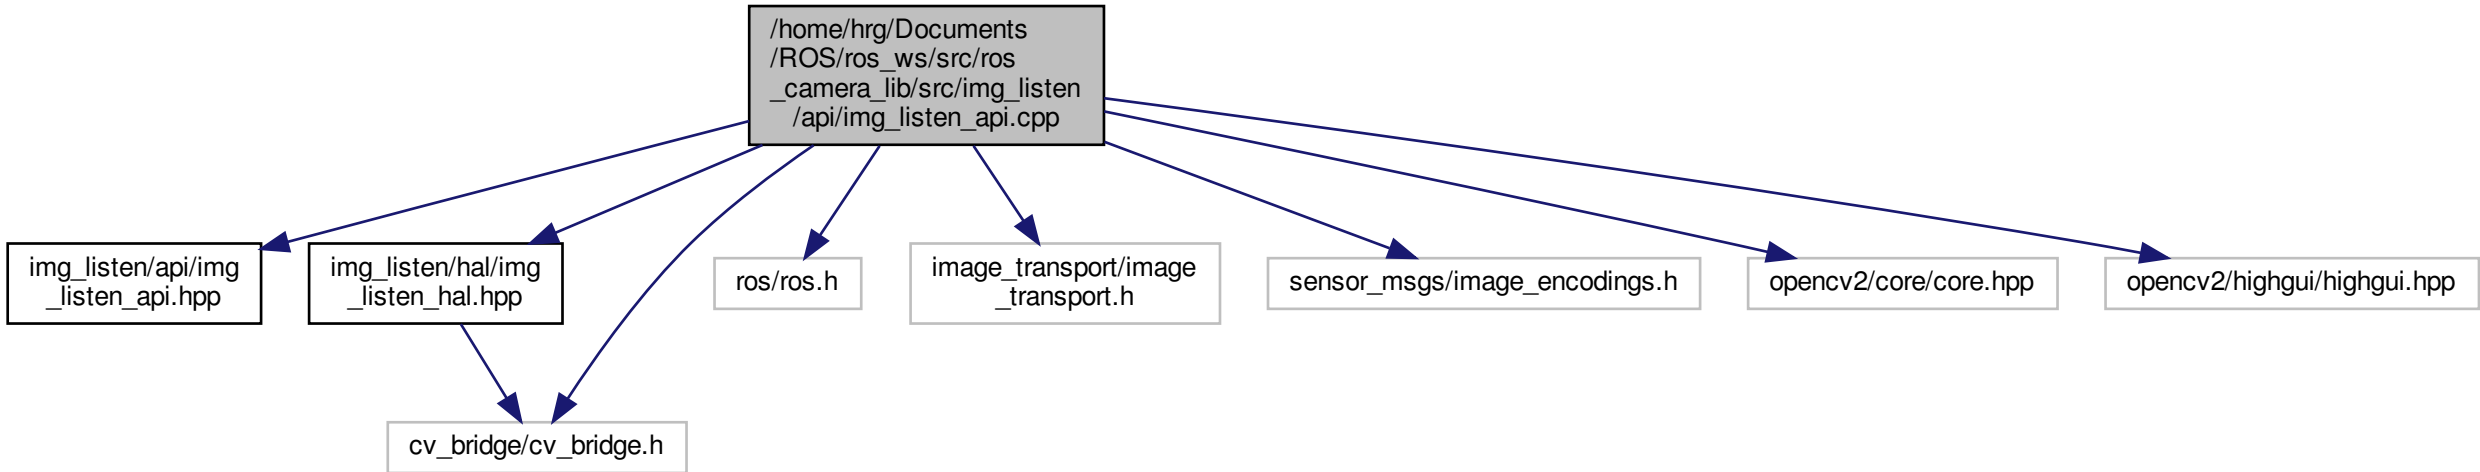 /home/hrg/Documents
/ROS/ros_ws/src/ros
_camera_lib/src/img_listen
/api/img_listen_api.cpp
img_listen/api/img
_listen_api.hpp
img_listen/hal/img
_listen_hal.hpp
ros/ros.h
image_transport/image
_transport.h
sensor_msgs/image_encodings.h
opencv2/core/core.hpp
opencv2/highgui/highgui.hpp
cv_bridge/cv_bridge.h